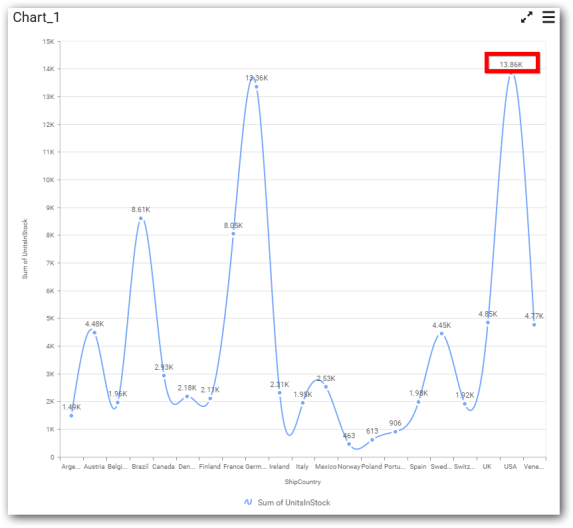 Chart_1
15K
14K
13K
12K
11K
10K
9K
8K
7K
6K
5K
4K
3K
2K
1K
0
Sum of UnitsInStock
1.49K
4.48K
1.96K
8.61K
2.93K
2.18K
2.11K
8.05K
13.36K
2.31K
1.95K
2.53K
463
613
906
1.98K
4.45K
1.92K
4.85K
13.86K
4.77K
Arge... Austria Belgi... Brazil Canada Den... Finland France Germ... Ireland Italy Mexico Norway Poland Portu... Spain Swed... Switz... UK USA Vene...
ShipCountry
Sum of UnitsInStock